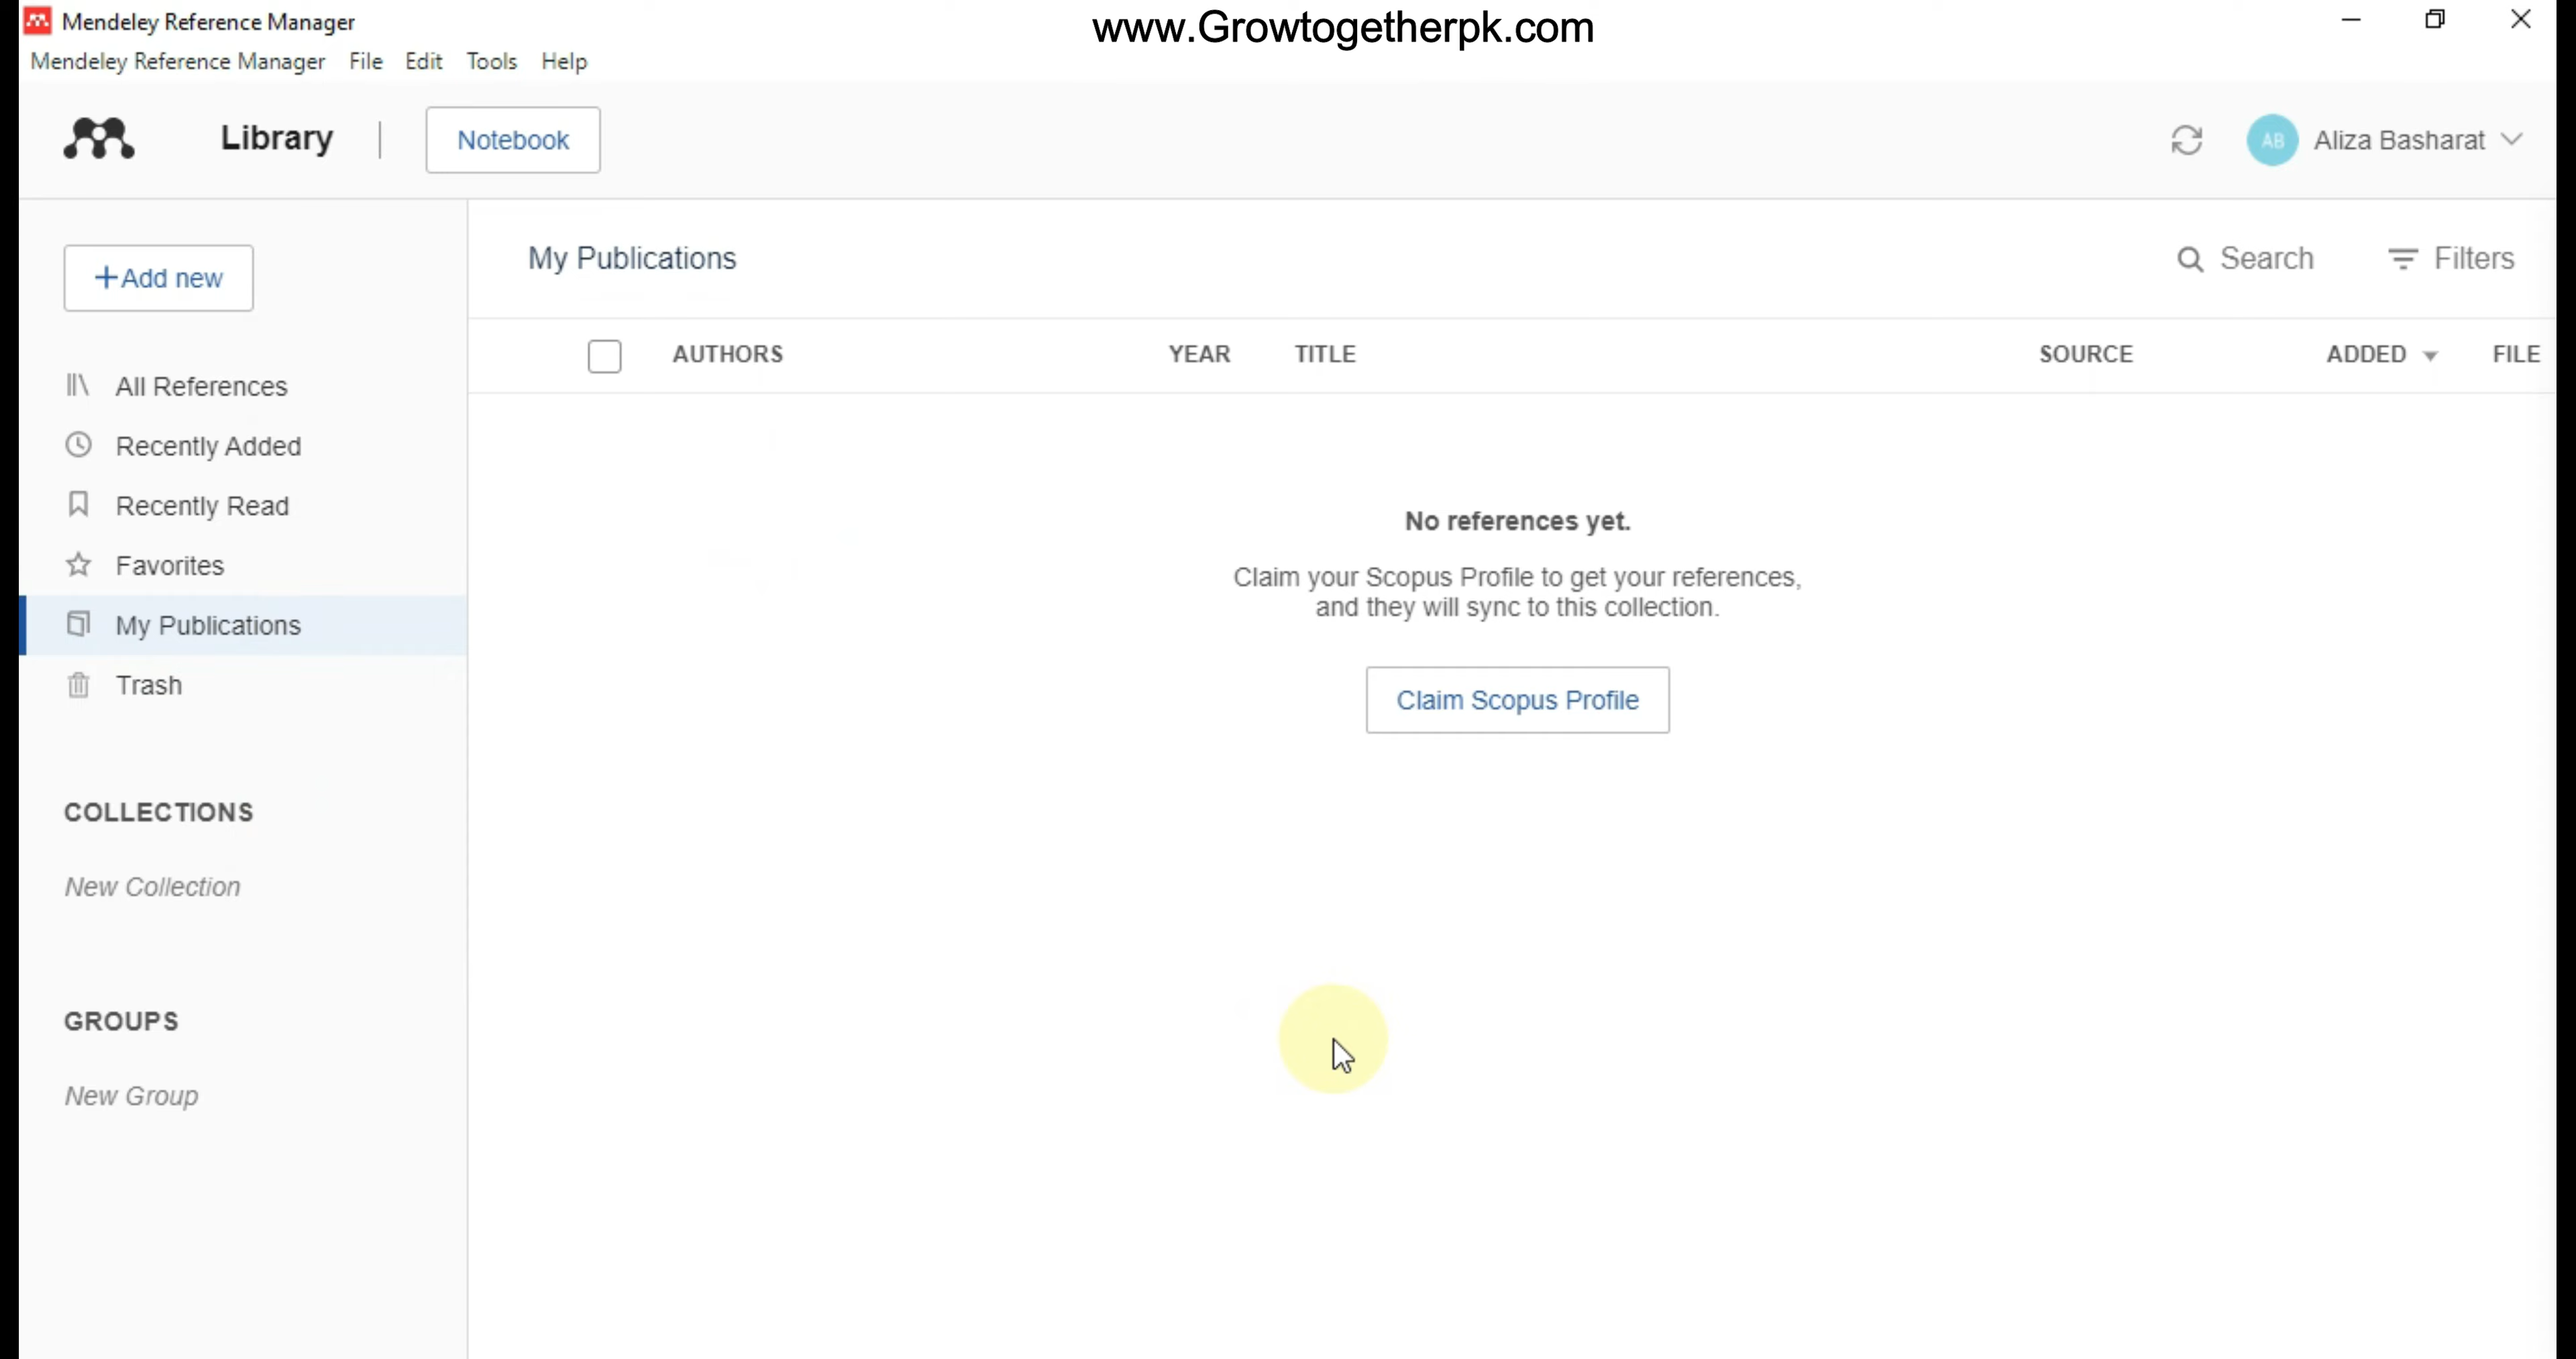 Mendeley Reference Manager
www.Growtogetherpk.com
Mendeley Reference Manager File Edit Tools Help
Library
Notebook
AB
Aliza Basharat
+Add new
All References
Recently Added
Recently Read
Favorites
My Publications
Trash
COLLECTIONS
New Collection
GROUPS
New Group
My Publications
Search
Filters
AUTHORS YEAR TITLE SOURCE ADDED FILE
No references yet.
Claim your Scopus Profile to get your references,
and they will sync to this collection.
Claim Scopus Profile